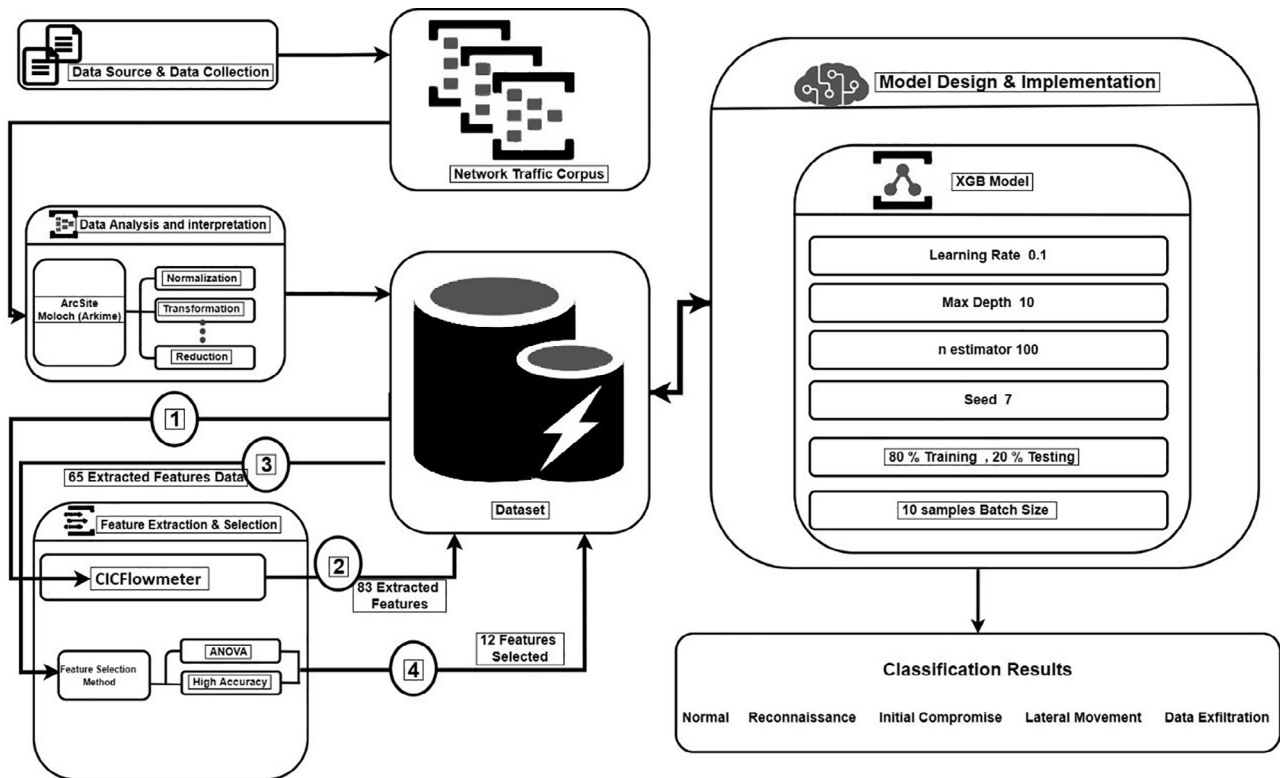 Data Source & Data Collection
Network Traffic Corpus
Data Analysis and interpretation
ArcSite
Moloch (Arkime)
Normalization
Transformation
Reduction
1
3
65 Extracted Features Data
Feature Extraction & Selection
CICFlowmeter
2
83 Extracted
Features
Feature Selection
Method
ANOVA
High Accuracy
4
12 Features
Selected
Dataset
Model Design & Implementation
XGB Model
Learning Rate 0.1
Max Depth 10
n estimator 100
Seed 7
80 % Training , 20 % Testing
10 samples Batch Size
Classification Results
Normal Reconnaissance Initial Compromise Lateral Movement Data Exfiltration